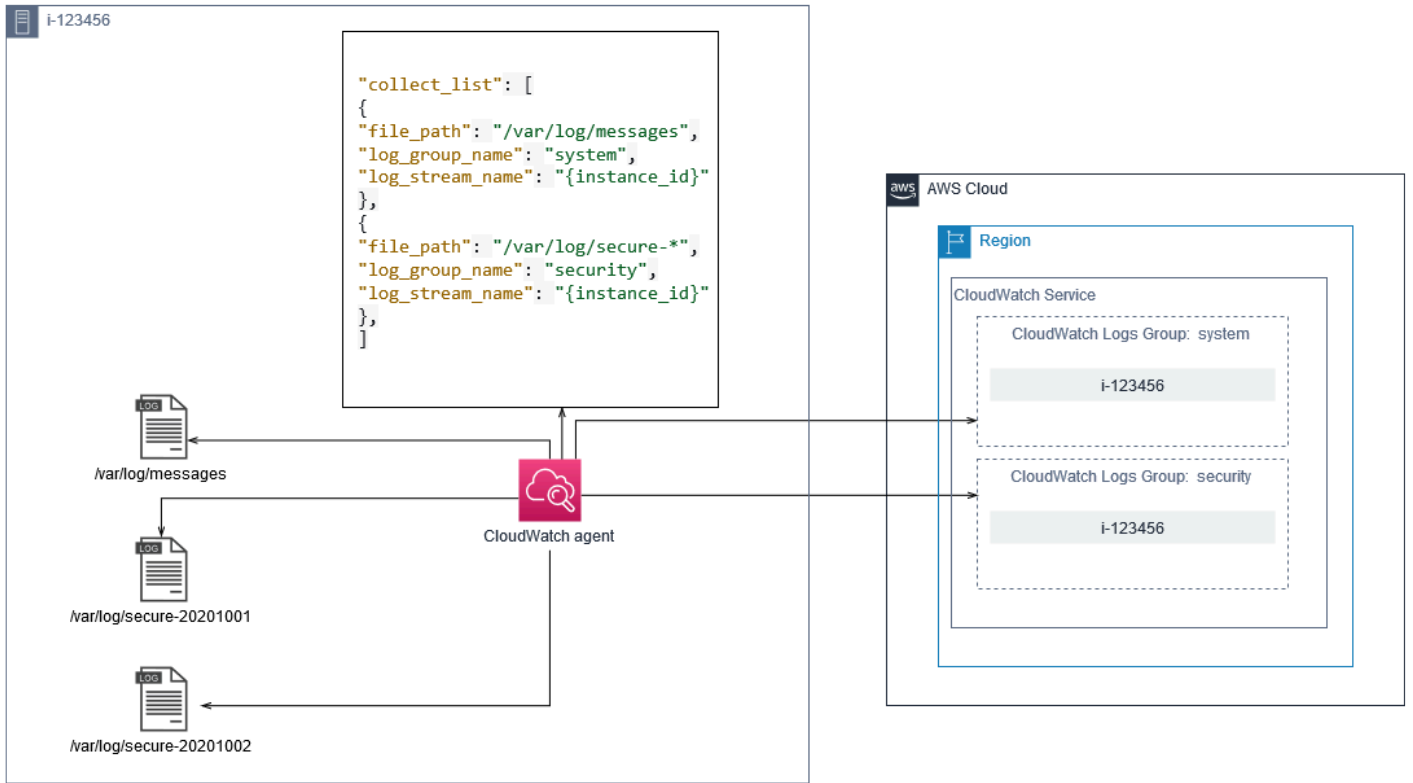 i-123456
"collect_list": [
{
"file_path": "/var/log/messages",
"log_group_name": "system",
"log_stream_name": "{instance_id}"
},
{
"file_path": "/var/log/secure-*",
"log_group_name": "security",
"log_stream_name": "{instance_id}"
},
]
LOG
/var/log/messages
LOG
/var/log/secure-20201001
LOG
/var/log/secure-20201002
CloudWatch agent
aws
AWS Cloud
Region
CloudWatch Service
CloudWatch Logs Group: system
i-123456
CloudWatch Logs Group: security
i-123456